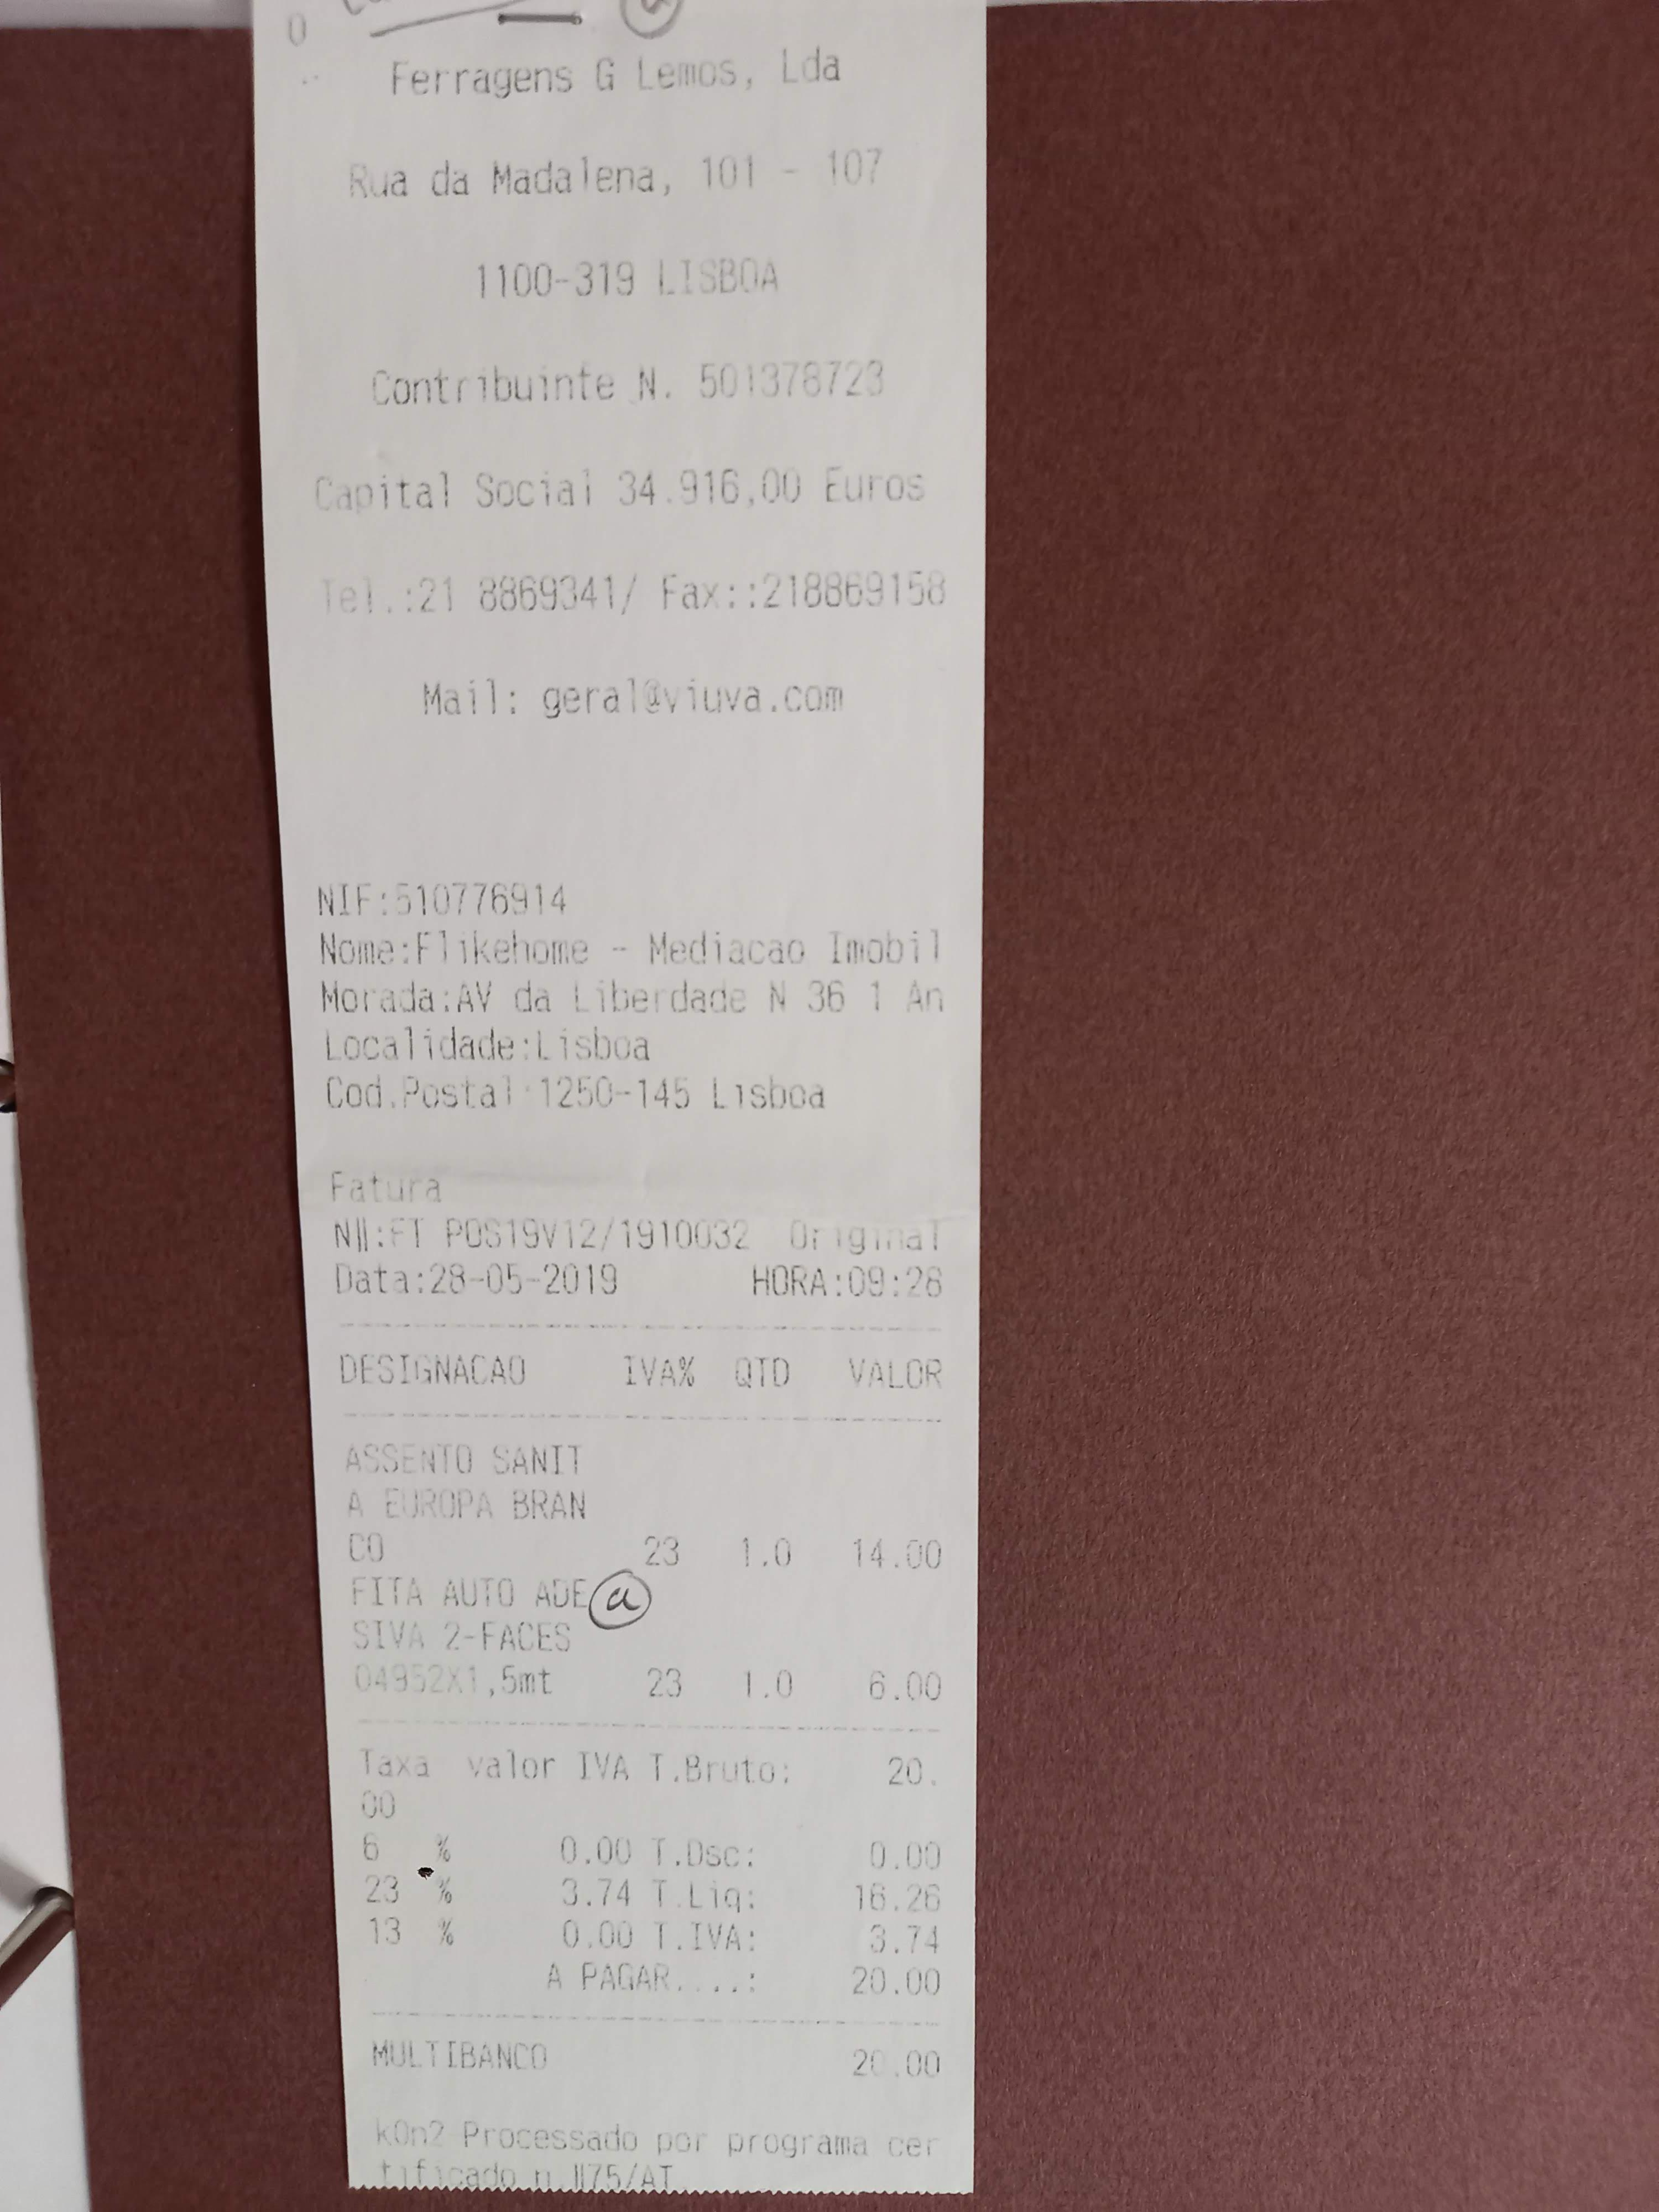 Ferragens G Lemos, Lda
Rua da Madalena, 101 - 107
1100-319 LISBOA
Contribuinte N. 501378723
Capital Social 34.916,00 Euros
Tel.:21 8869341/ Fax::218869158
Mail: geral@viuva.com
NIF:510776914
Nome:Flikehome - Mediacao Imobil
Morada:AV da Liberdade N 36 1 An
Localidade:Lisboa
Cod.Postal:1250-145 Lisboa
Fatura
N||:FT POS19V12/1910032 Original
Data:28-05-2019 HORA:09:28
DESIGNACAO IVA% QTD VALOR
ASSENTO SANIT
A EUROPA BRAN
CO 23 1.0 14.00
FITA AUTO ADE a
SIVA 2-FACES
04952X1,5mt 23 1.0 6.00
Taxa valor IVA T.Bruto: 20.
00
6 % 0.00 T.Dsc: 0.00
23 % 3.74 T.Liq: 16.26
13 % 0.00 T.IVA: 3.74
A PAGAR....: 20.00
MULTIBANCO 20.00
kOn2 Processado por programa cer
tificado n.||75/AT